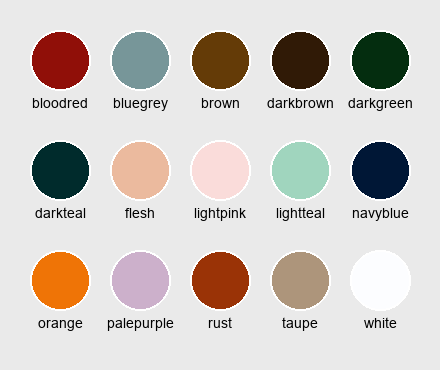 bloodred bluegrey brown darkbrown darkgreen
darkteal flesh lightpink lightteal navyblue
orange palepurple rust taupe white